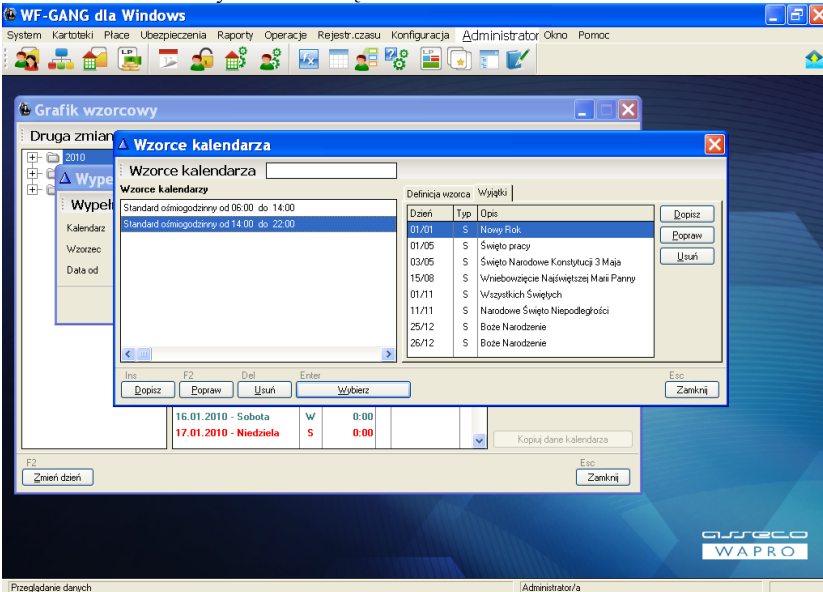 WF-GANG dla Windows
System Kartoteki Płace Ubezpieczenia Raporty Operacje Rejestr.czasu Konfiguracja Administrator Okno Pomoc
Grafik wzorcowy
Druga zmian
2010
Wype
Wypeł
Kalendarz
Wzorzec
Data od
Wzorce kalendarza
Wzorce kalendarza
Wzorce kalendarzy
Standard ośmiogodzinny od 06:00 do 14:00
Standard ośmiogodzinny od 14:00 do 22:00
Definicja wzorca Wyjątki
Dzień Typ Opis
01/01 S Nowy Rok
01/05 S Święto pracy
03/05 S Święto Narodowe Konstytucji 3 Maja
15/08 S Wniebowzięcie Najświętszej Marii Panny
01/11 S Wszystkich Świętych
11/11 S Narodowe Święto Niepodległości
25/12 S Boże Narodzenie
26/12 S Boże Narodzenie
Dopisz
Popraw
Usuń
Ins F2 Del Enter Esc
Dopisz Popraw Usuń Wybierz Zamknij
16.01.2010 - Sobota W 0:00
17.01.2010 - Niedziela S 0:00
Kopiuj dane kalendarza
F2 Esc
Zmień dzień Zamknij
asseco
WAPRO
Przeglądanie danych Administrator/a